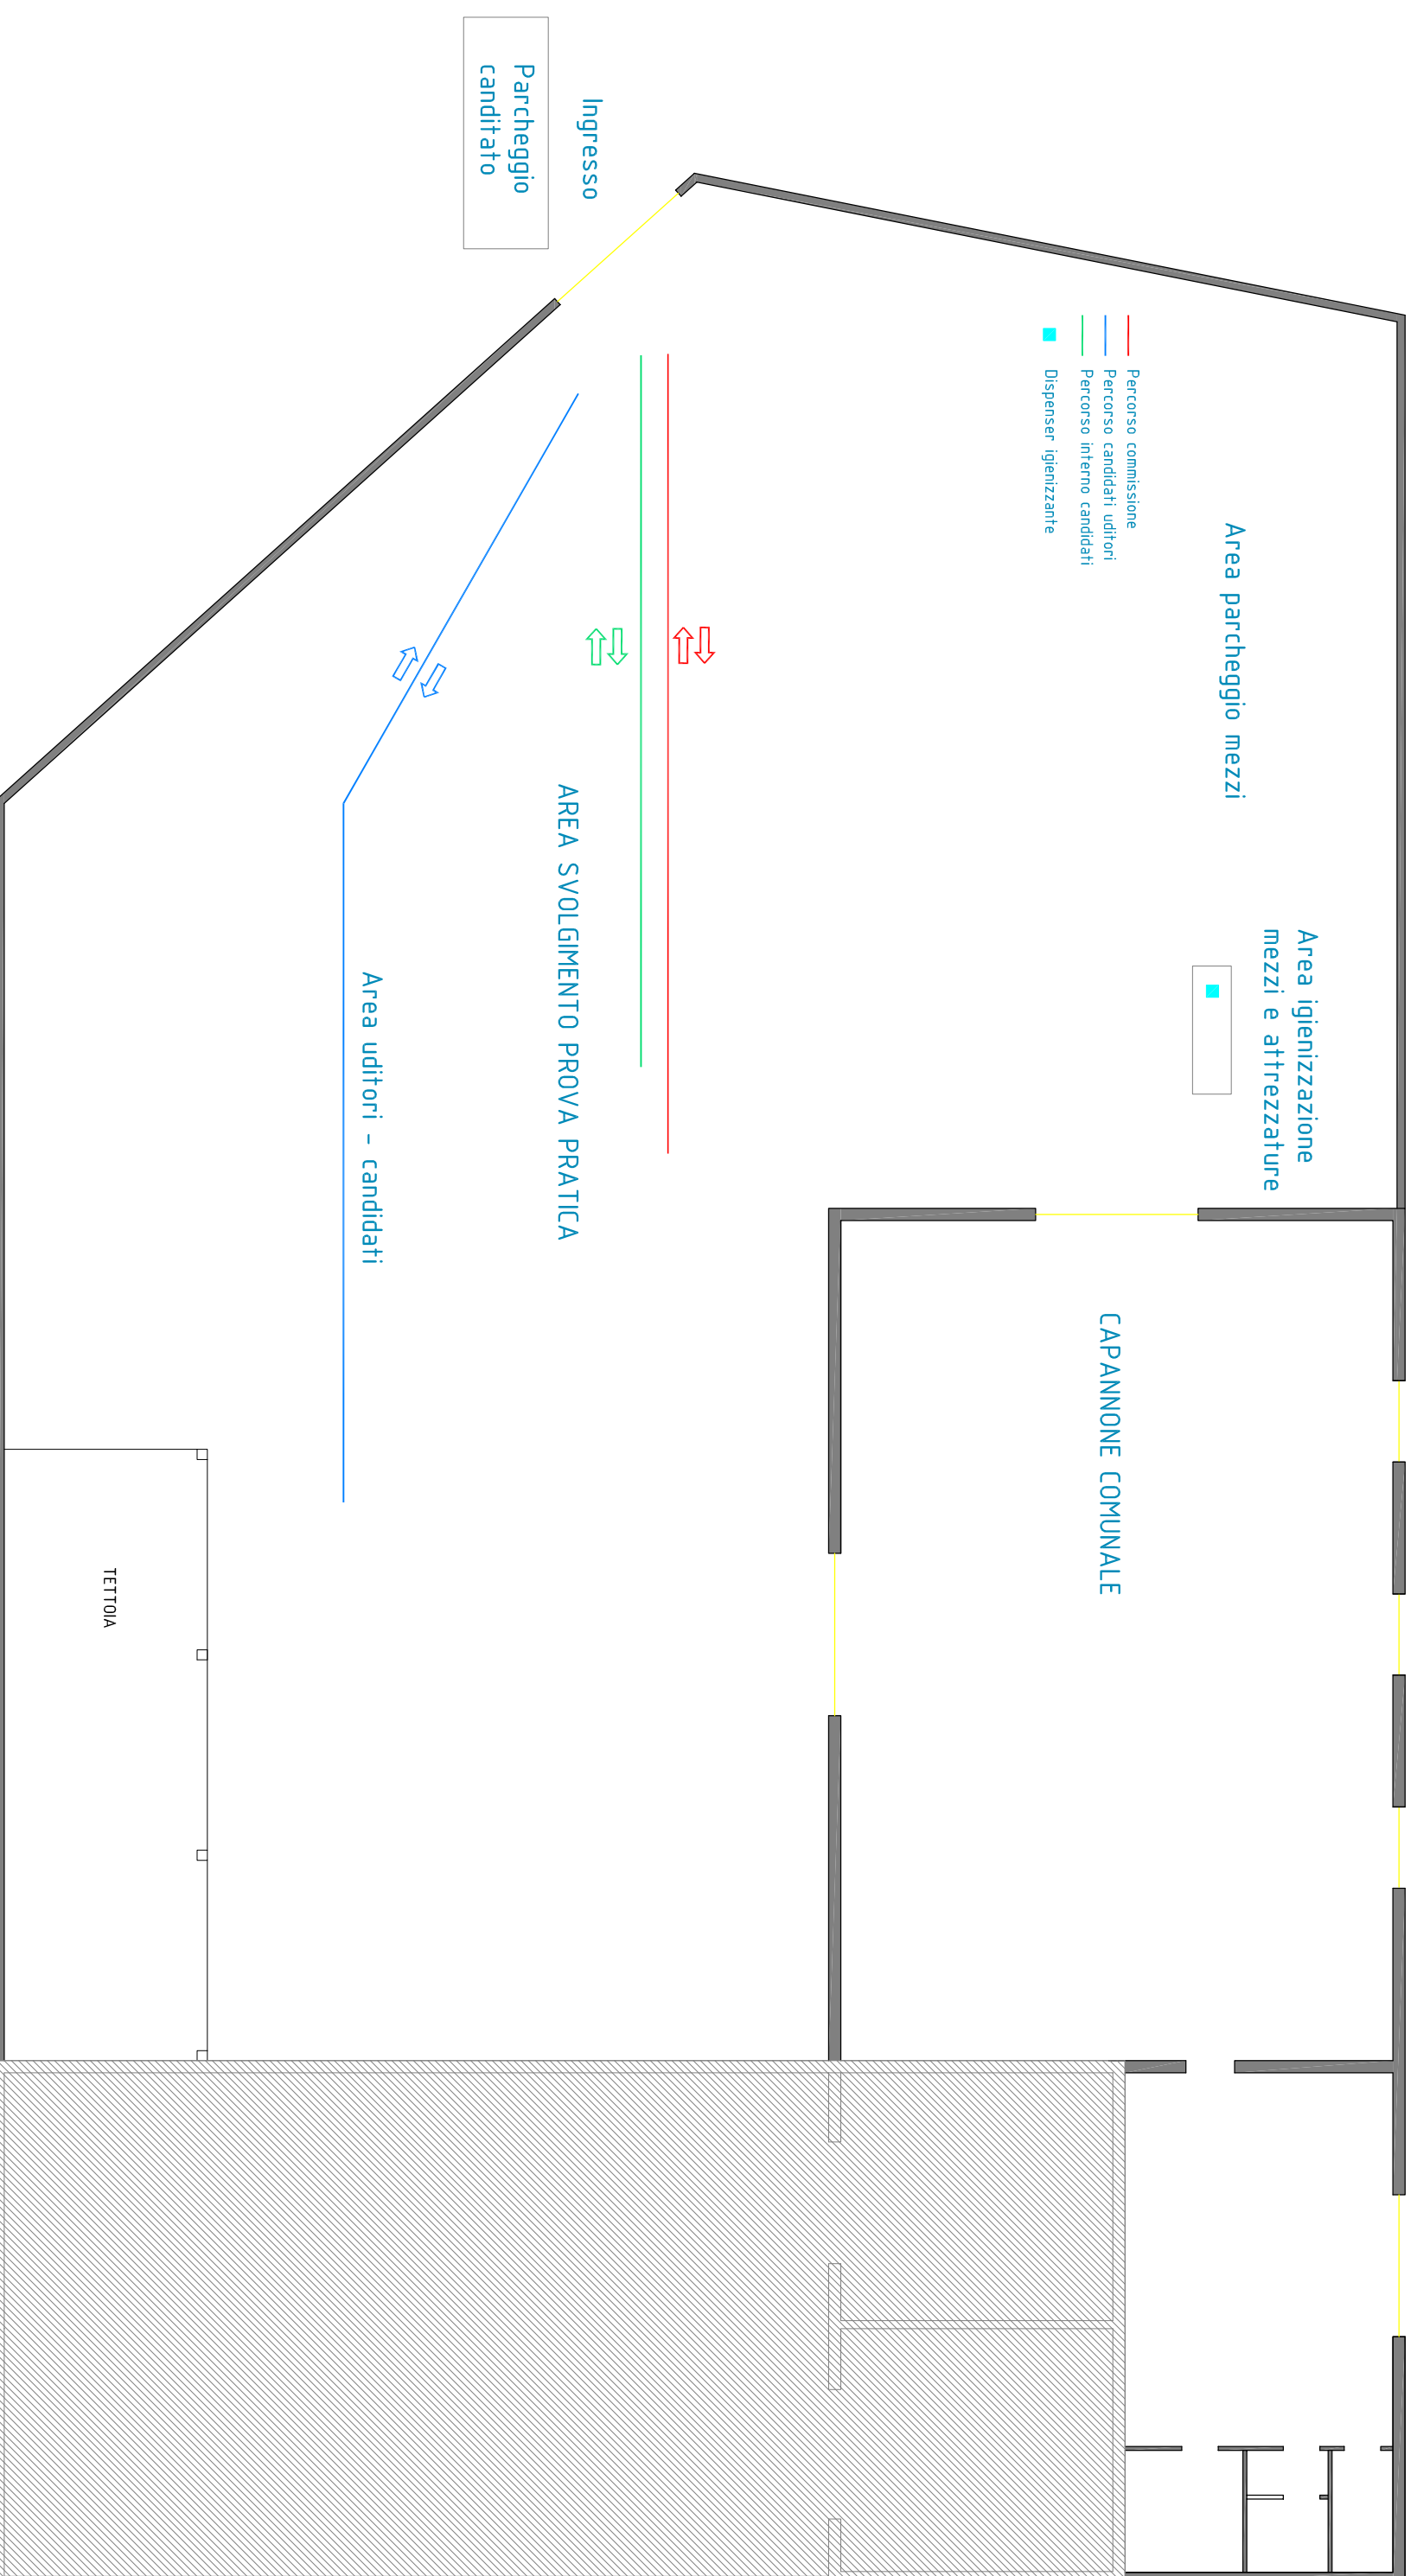 Ingresso
Parcheggio
canditato
Percorso commissione
Percorso candidati uditori
Percorso interno candidati
Dispenser igienizzante
Area parcheggio mezzi
Area igienizzazione
mezzi e attrezzature
AREA SVOLGIMENTO PROVA PRATICA
Area uditori - candidati
CAPANNONE COMUNALE
TETTOIA